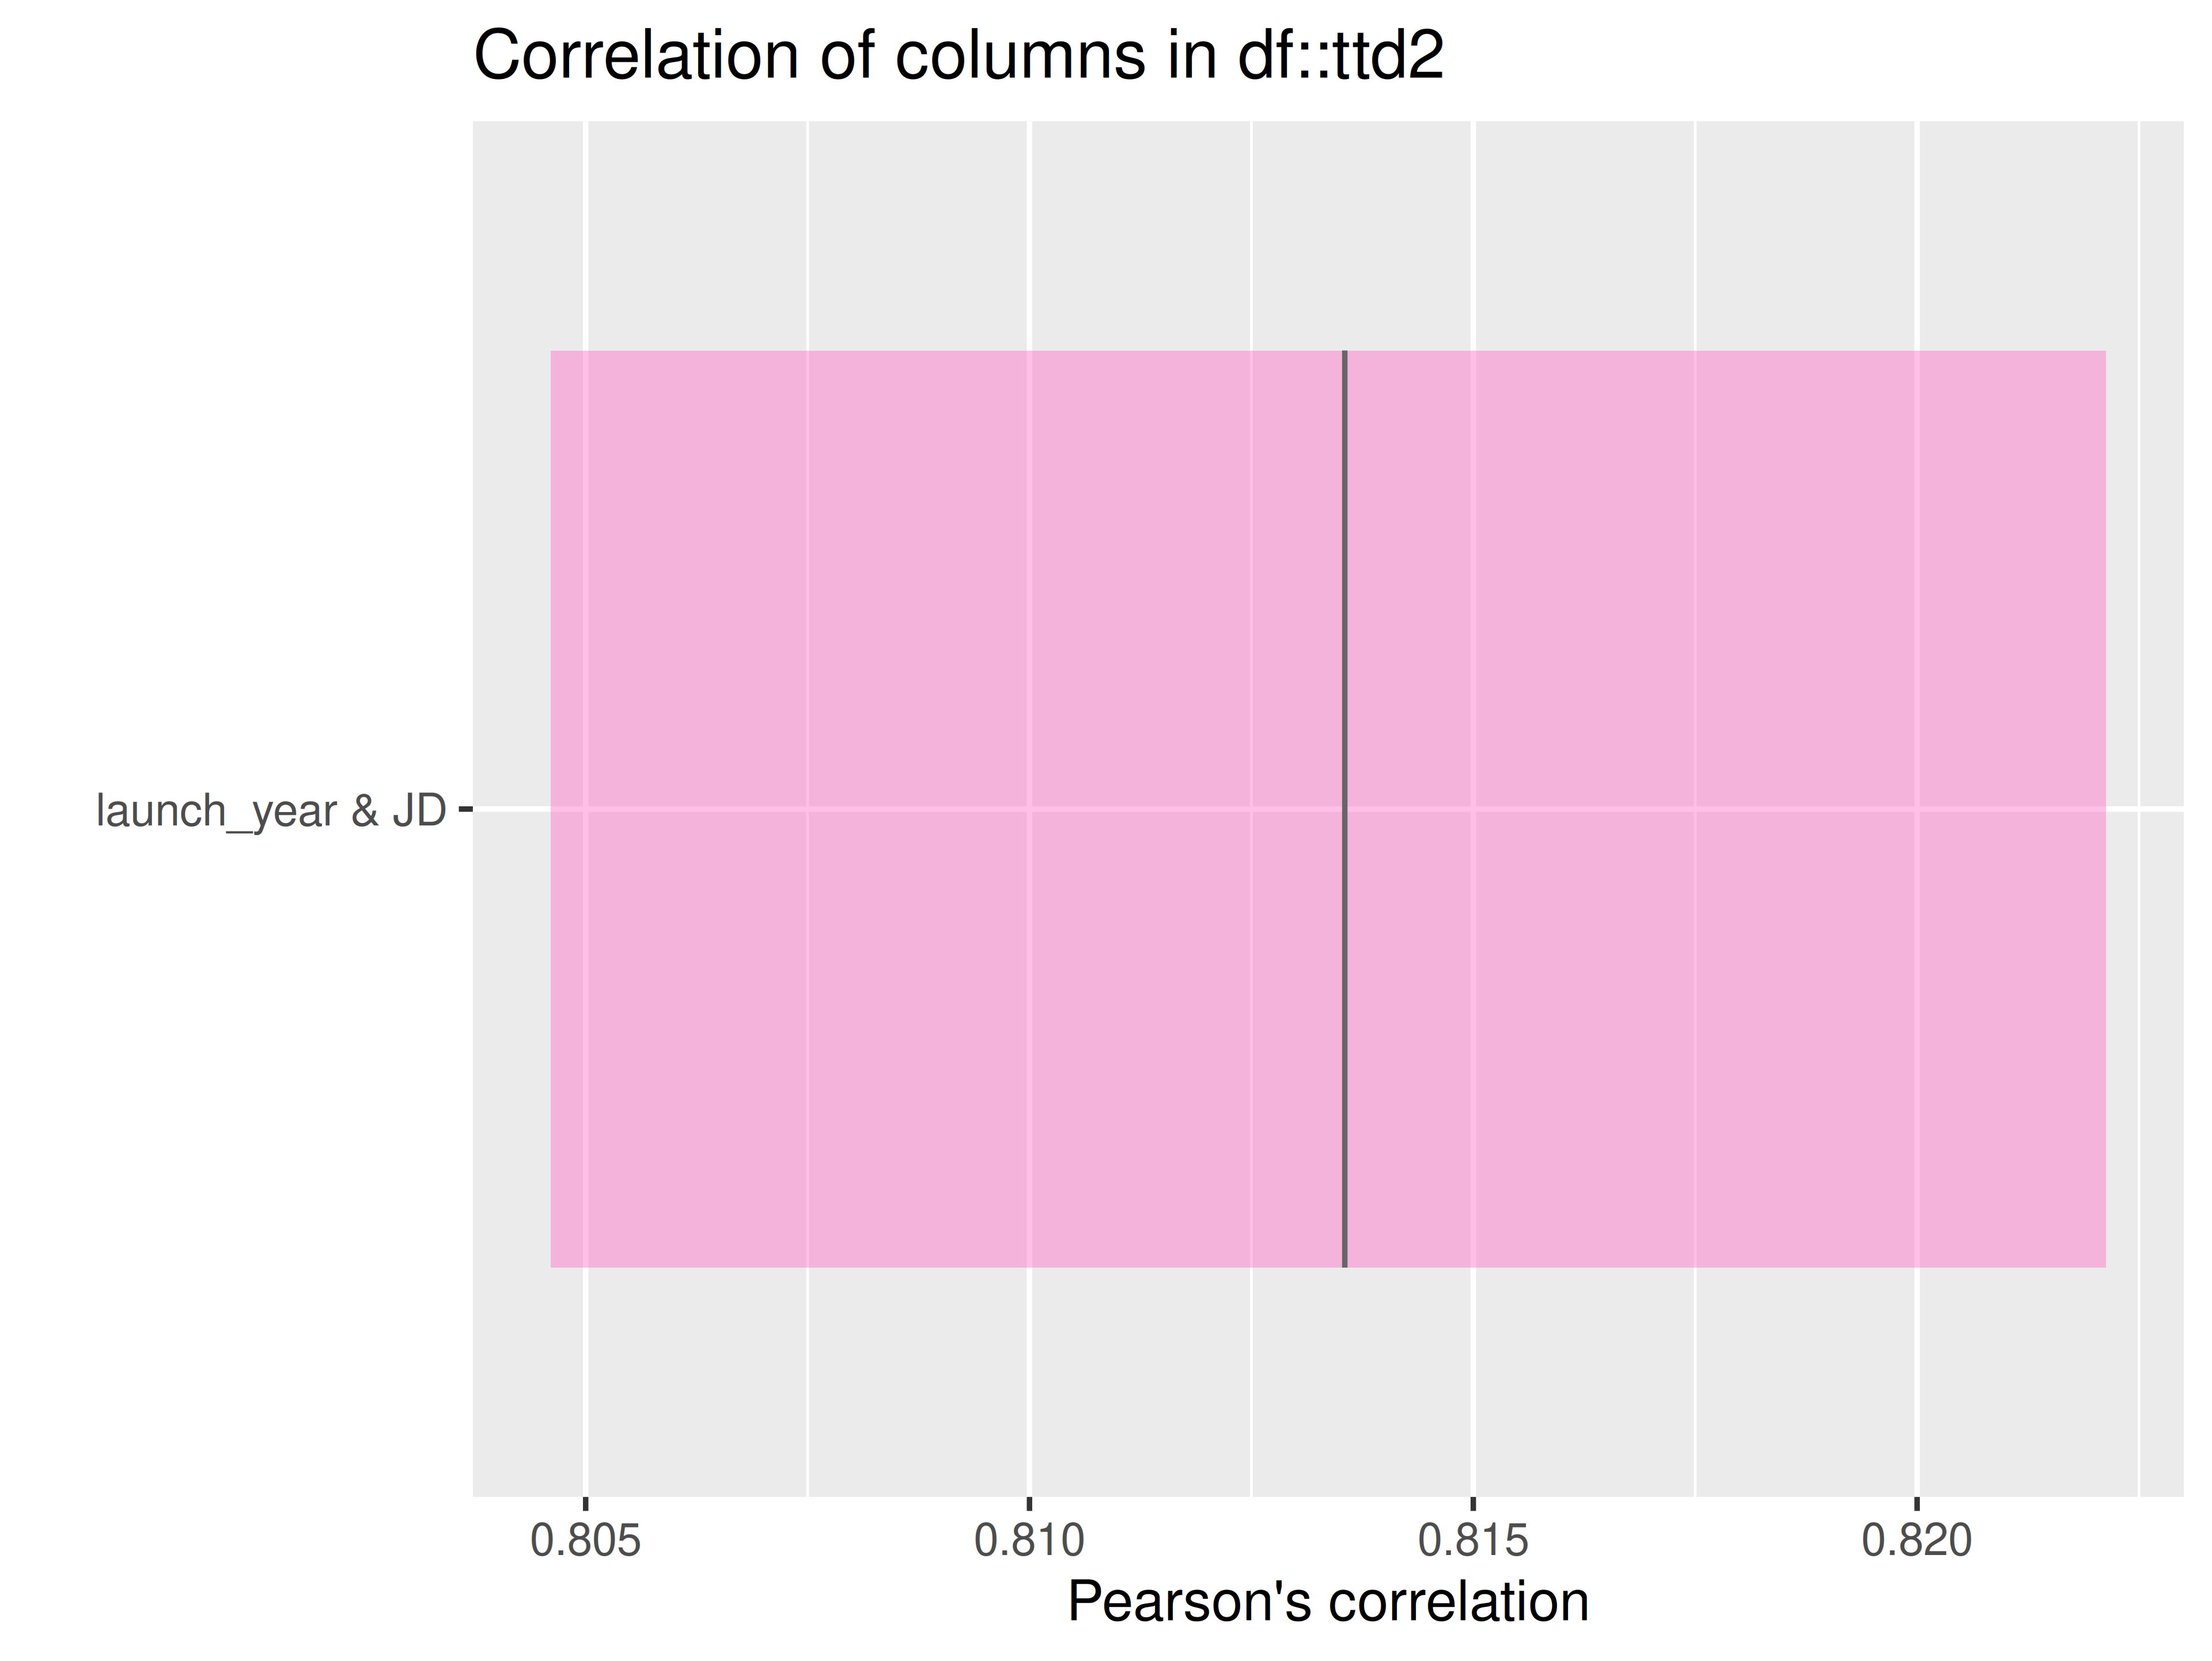 Correlation of columns in df::ttd2
launch_year & JD
0.805
0.810
0.815
0.820
Pearson's correlation